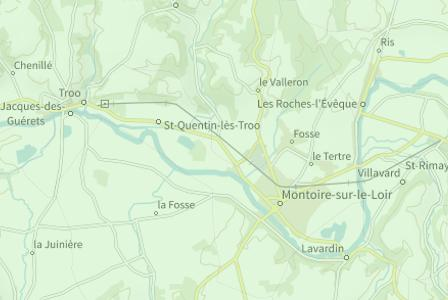 Ris
Chenillé
le Valleron
Troo
Les Roches-l'Évêque
Jacques-des-
Guérets
St-Quentin-lès-Troo
Fosse
le Tertre
St-Rimay
Villavard
Montoire-sur-le-Loir
la Fosse
la Juinière
Lavardin